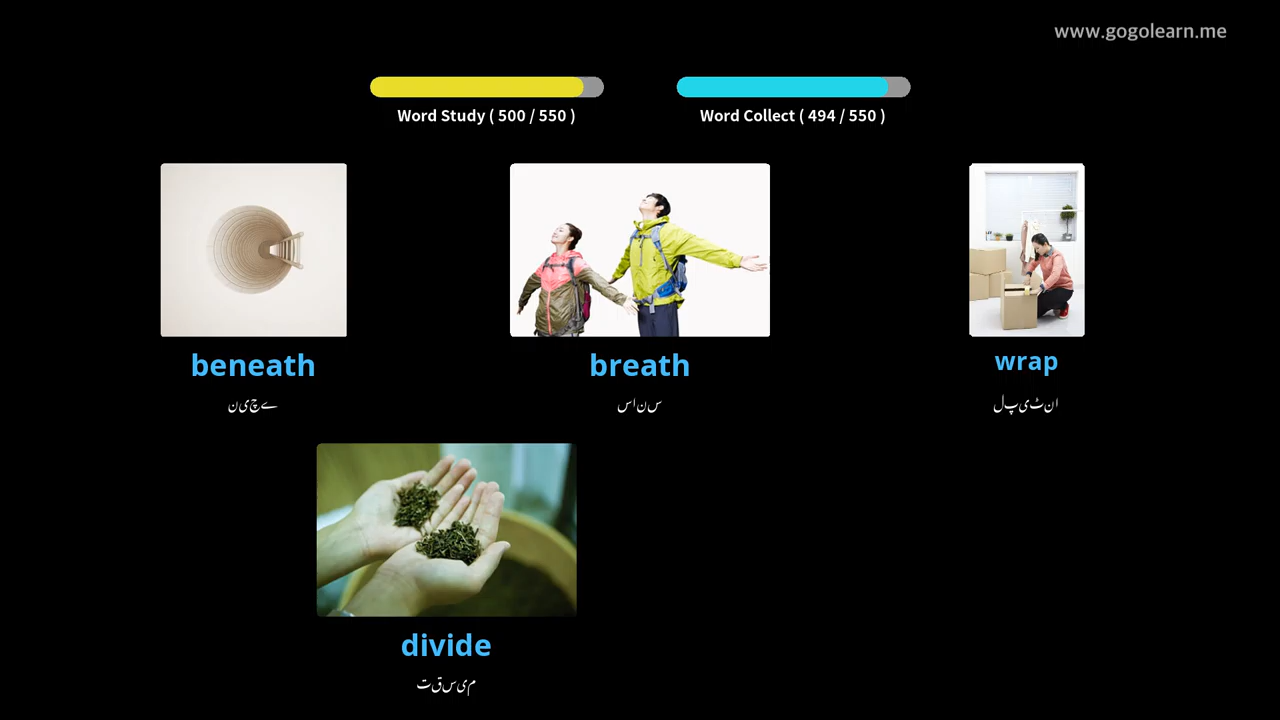 www.gogolearn.me
Word Study ( 500 / 550 )
Word Collect ( 494 / 550 )
beneath
breath
wrap
نیچے
سانس
لپیٹنا
divide
تقسیم